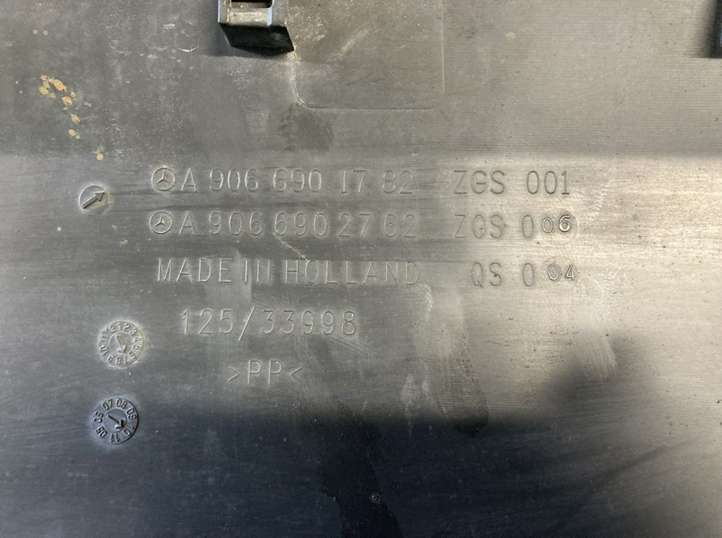 A 906 690 17 82 ZGS 001
A 906 690 27 62 ZGS 006
MADE IN HOLLAND QS 004
125/33998
>PP<